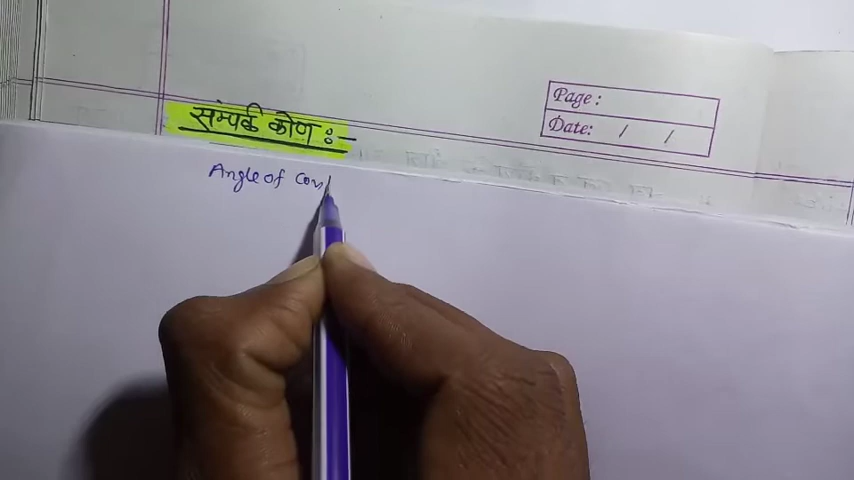 सम्पर्क कोण :-
Page :
Date: / /
Angle of Con